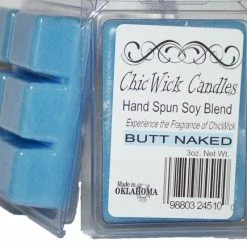 ChicWick Candles
Hand Spun Soy Blend
Experience the Fragrance of ChicWick
BUTT NAKED
3oz. Net Wt.
Made in
OKLAHOMA
98803 24510